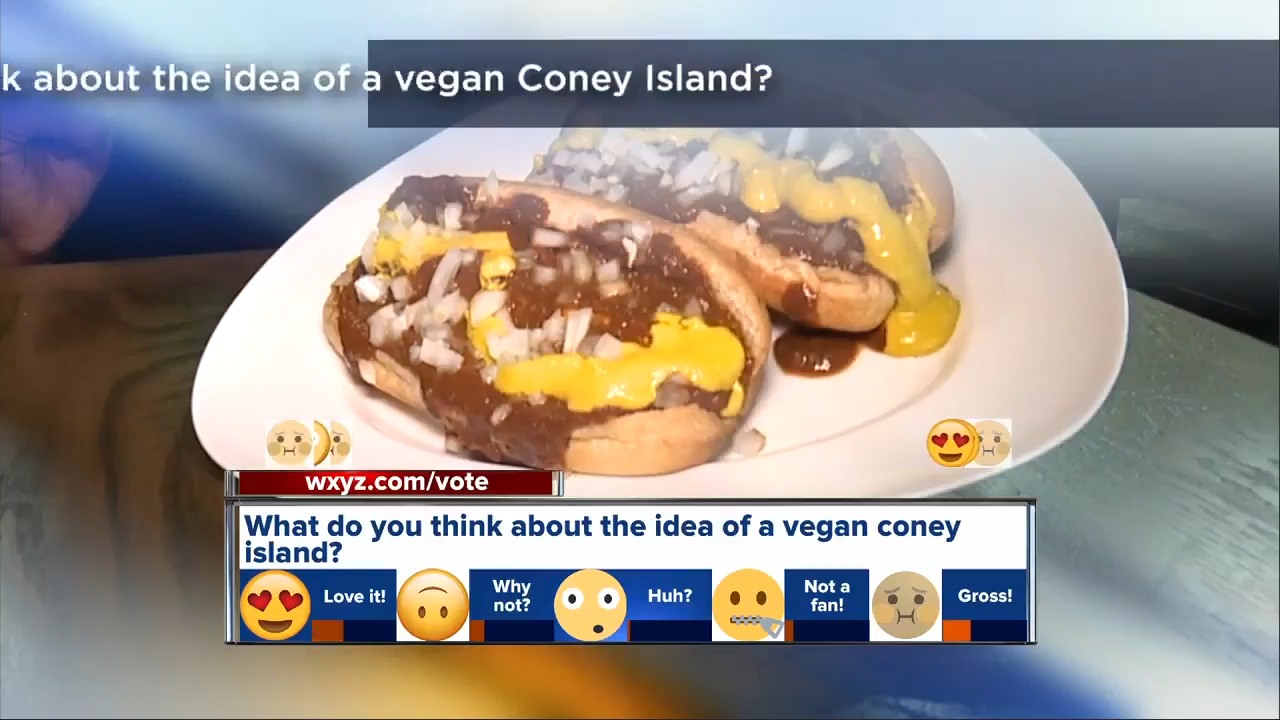 k about the idea of a vegan Coney Island?
wxyz.com/vote
What do you think about the idea of a vegan coney
island?
Love it!
Why
not?
Huh?
Not a
fan!
Gross!